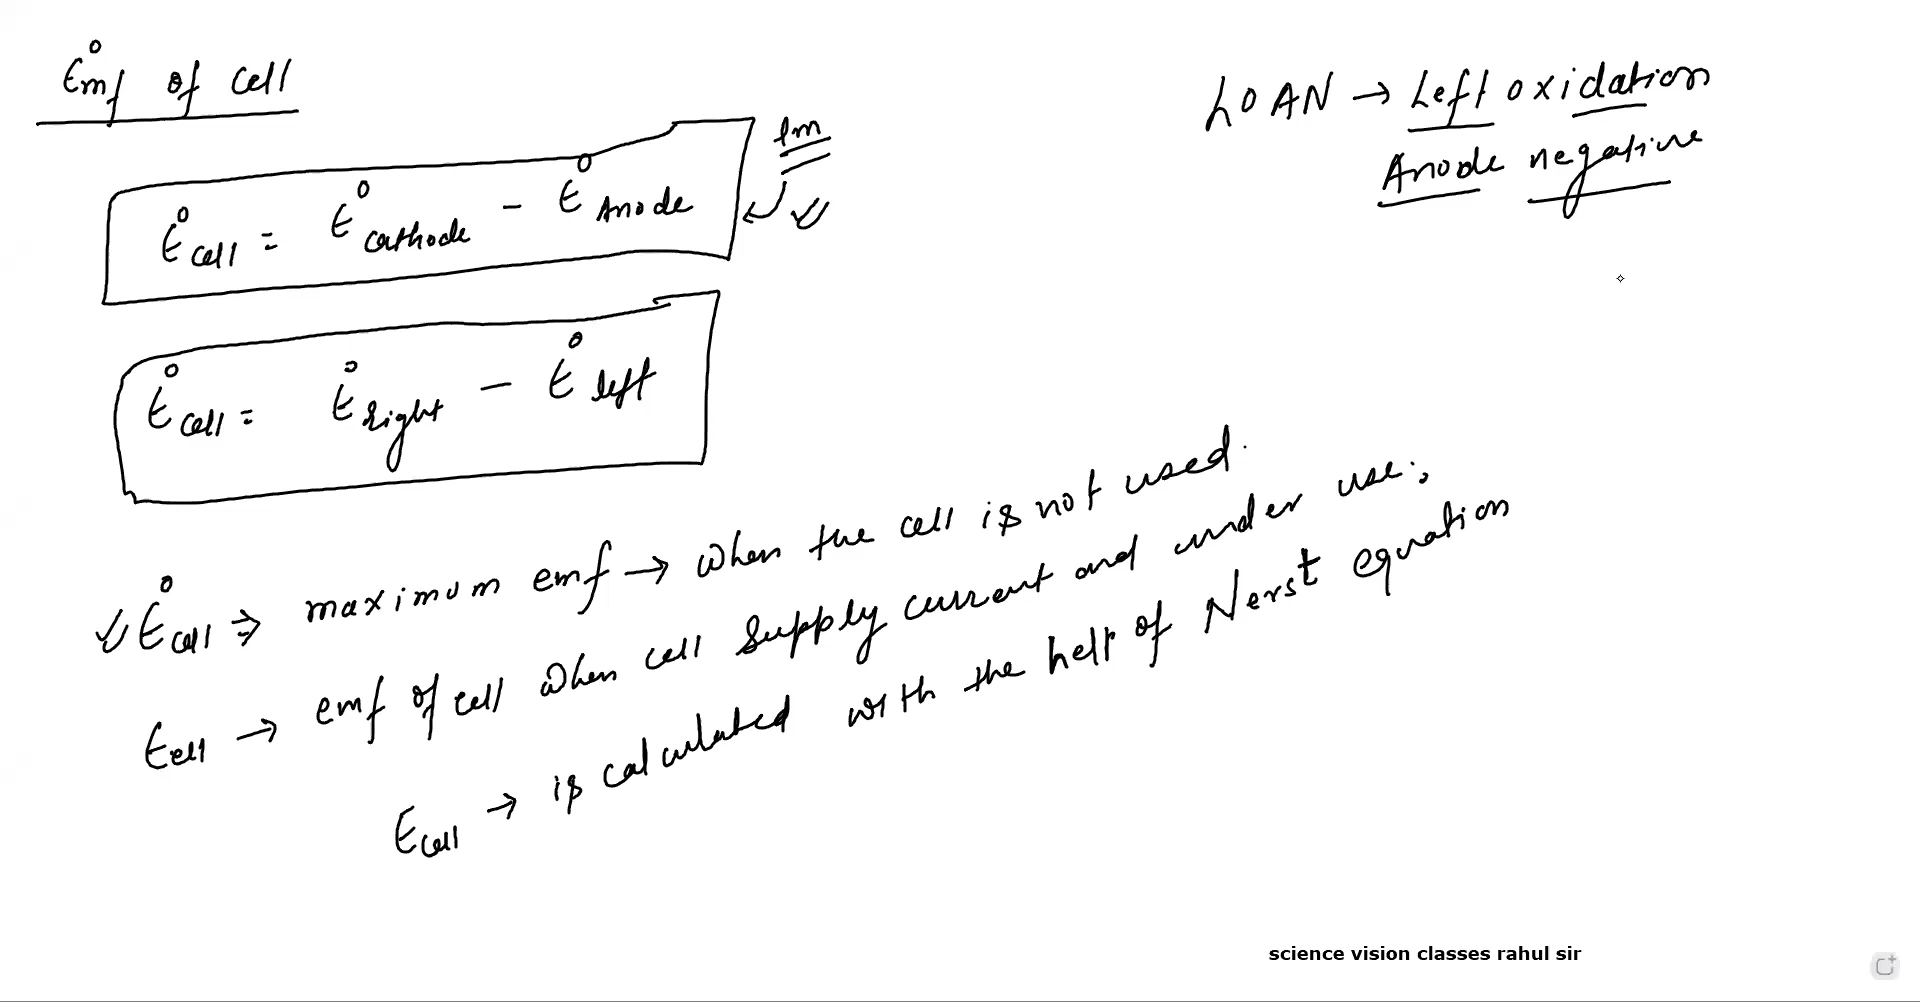 E°mf of cell
LOAN → Left oxidation
Anode negative
1m
E°cell = E°cathode - E°Anode
E°cell = E°right - E°left
E°cell ⇒ maximum emf → when the cell is not used.
Ecell → emf of cell when cell supply current and under use.
Ecell → is calculated with the help of Nerst equation
science vision classes rahul sir